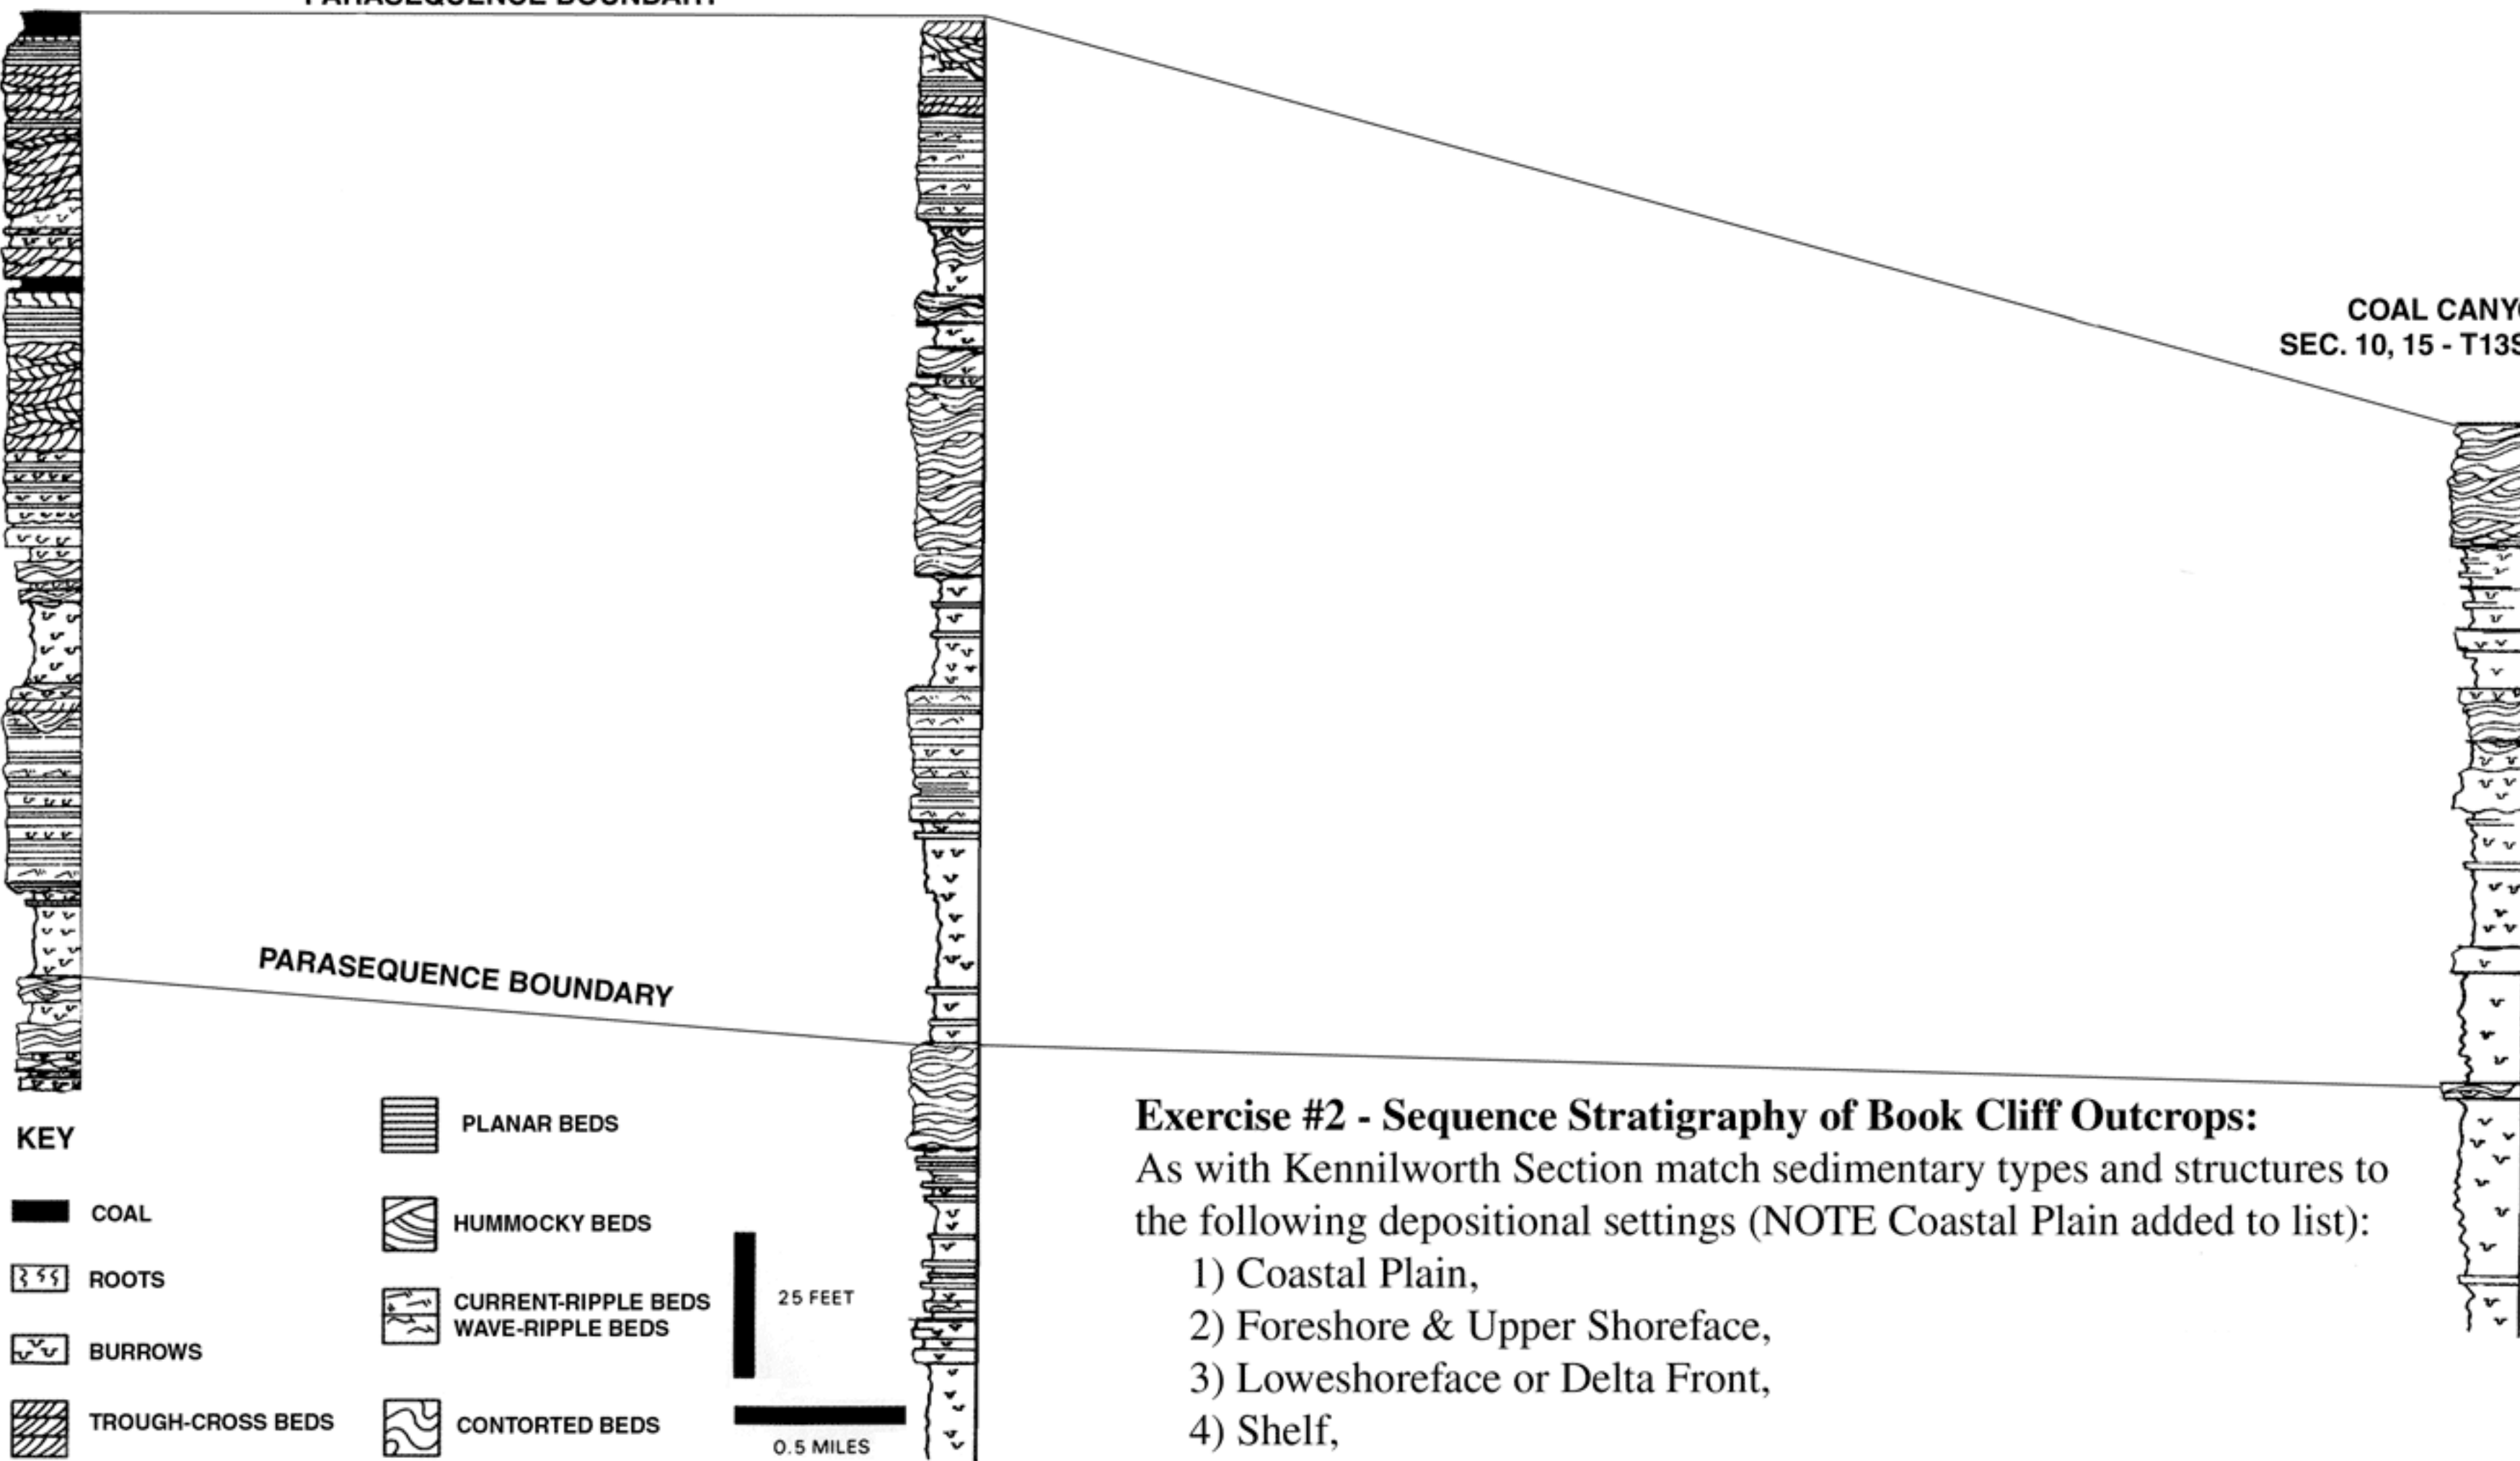 PARASEQUENCE BOUNDARY
COAL CANY
SEC. 10, 15 - T13S
PARASEQUENCE BOUNDARY
KEY
COAL
ROOTS
BURROWS
TROUGH-CROSS BEDS
PLANAR BEDS
HUMMOCKY BEDS
CURRENT-RIPPLE BEDS
WAVE-RIPPLE BEDS
CONTORTED BEDS
25 FEET
0.5 MILES
Exercise #2 - Sequence Stratigraphy of Book Cliff Outcrops:
As with Kennilworth Section match sedimentary types and structures to
the following depositional settings (NOTE Coastal Plain added to list):
1) Coastal Plain,
2) Foreshore & Upper Shoreface,
3) Loweshoreface or Delta Front,
4) Shelf,